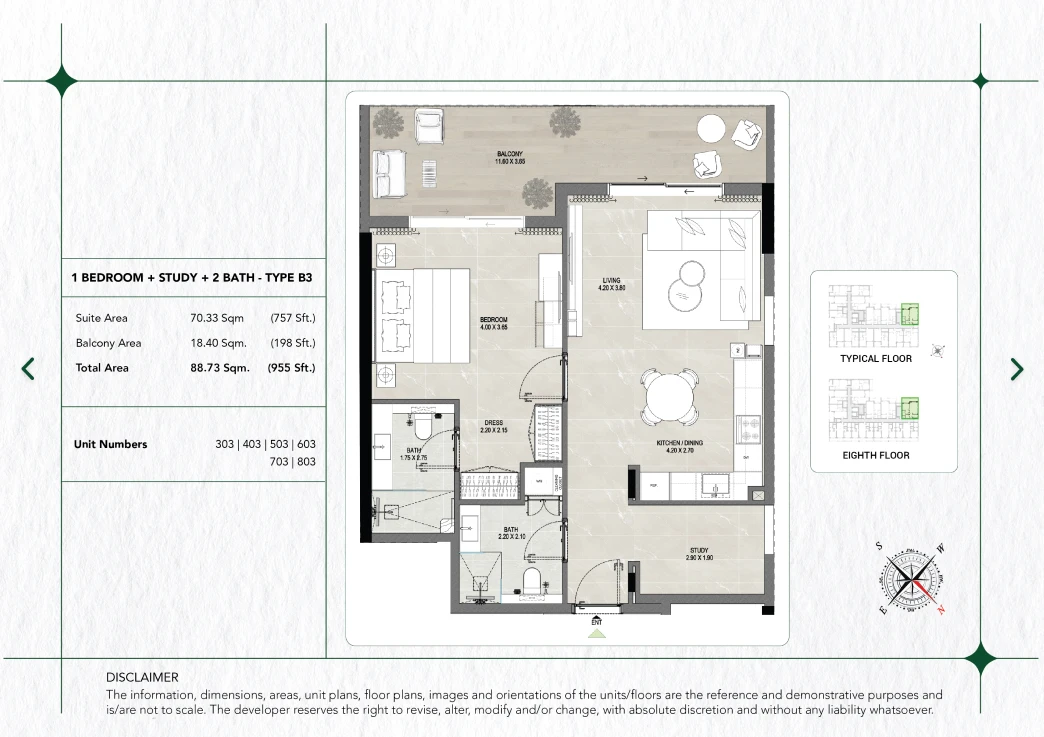 1 BEDROOM + STUDY + 2 BATH - TYPE B3
Suite Area 70.33 Sqm (757 Sft.)
Balcony Area 18.40 Sqm. (198 Sft.)
Total Area 88.73 Sqm. (955 Sft.)
Unit Numbers 303 | 403 | 503 | 603
703 | 803
BALCONY
11.60 X 3.65
LIVING
4.20 X 3.80
BEDROOM
4.00 X 3.65
DRESS
2.20 X 2.15
BATH
1.75 X 2.75
KITCHEN / DINING
4.20 X 2.70
BATH
2.20 X 2.10
STUDY
2.90 X 1.90
ENT
TYPICAL FLOOR
EIGHTH FLOOR
S W
E N
DISCLAIMER
The information, dimensions, areas, unit plans, floor plans, images and orientations of the units/floors are the reference and demonstrative purposes and
is/are not to scale. The developer reserves the right to revise, alter, modify and/or change, with absolute discretion and without any liability whatsoever.